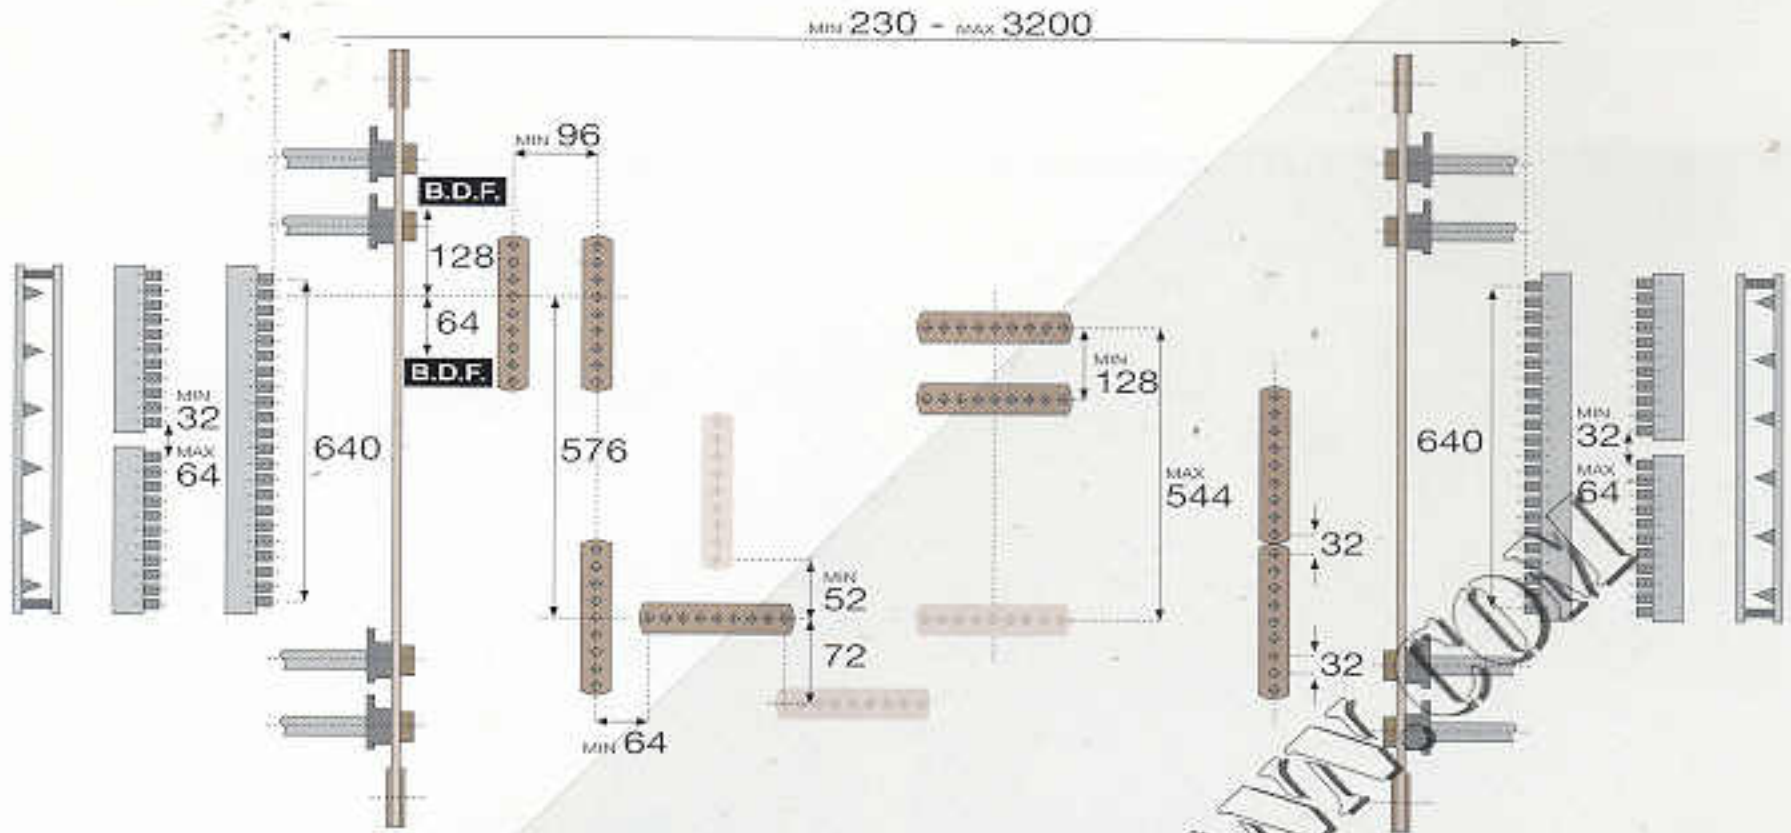 MIN 230 - MAX 3200
MIN 96
B.D.F.
128
64
B.D.F.
MIN
32
MAX
64
640
576
MIN
128
MAX
544
640
MIN
32
MAX
64
32
MIN
52
72
32
MIN 64